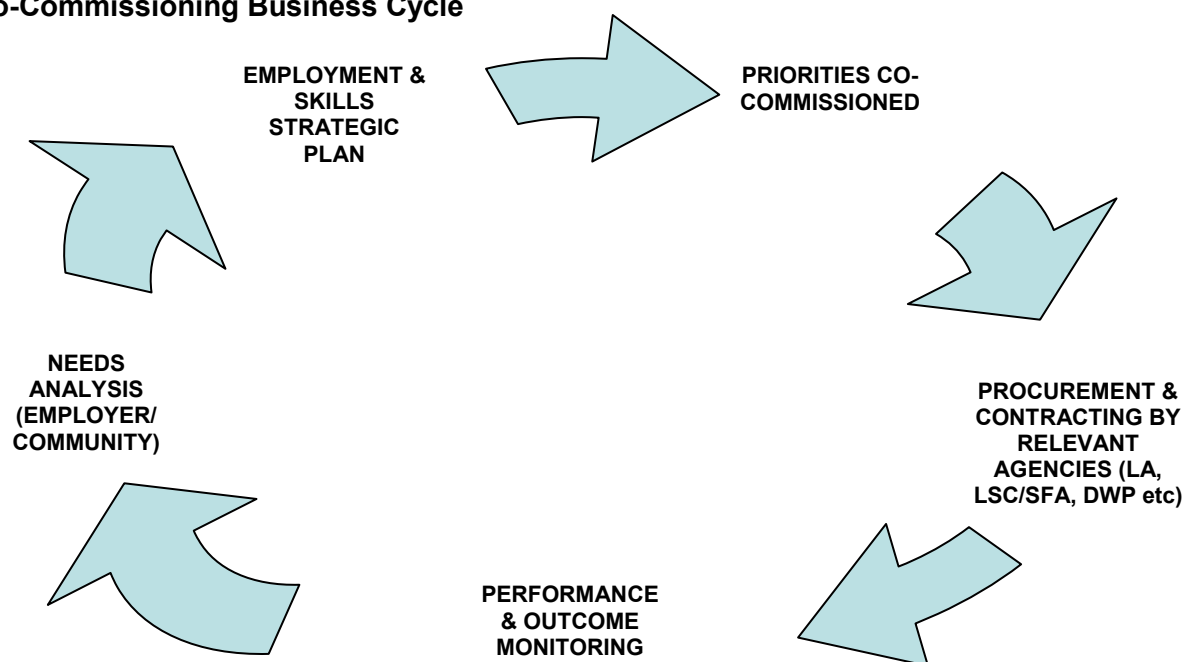 o-Commissioning Business Cycle
EMPLOYMENT &
SKILLS
STRATEGIC
PLAN
PRIORITIES CO-
COMMISSIONED
PROCUREMENT &
CONTRACTING BY
RELEVANT
AGENCIES (LA,
LSC/SFA, DWP etc)
PERFORMANCE
& OUTCOME
MONITORING
NEEDS
ANALYSIS
(EMPLOYER/
COMMUNITY)